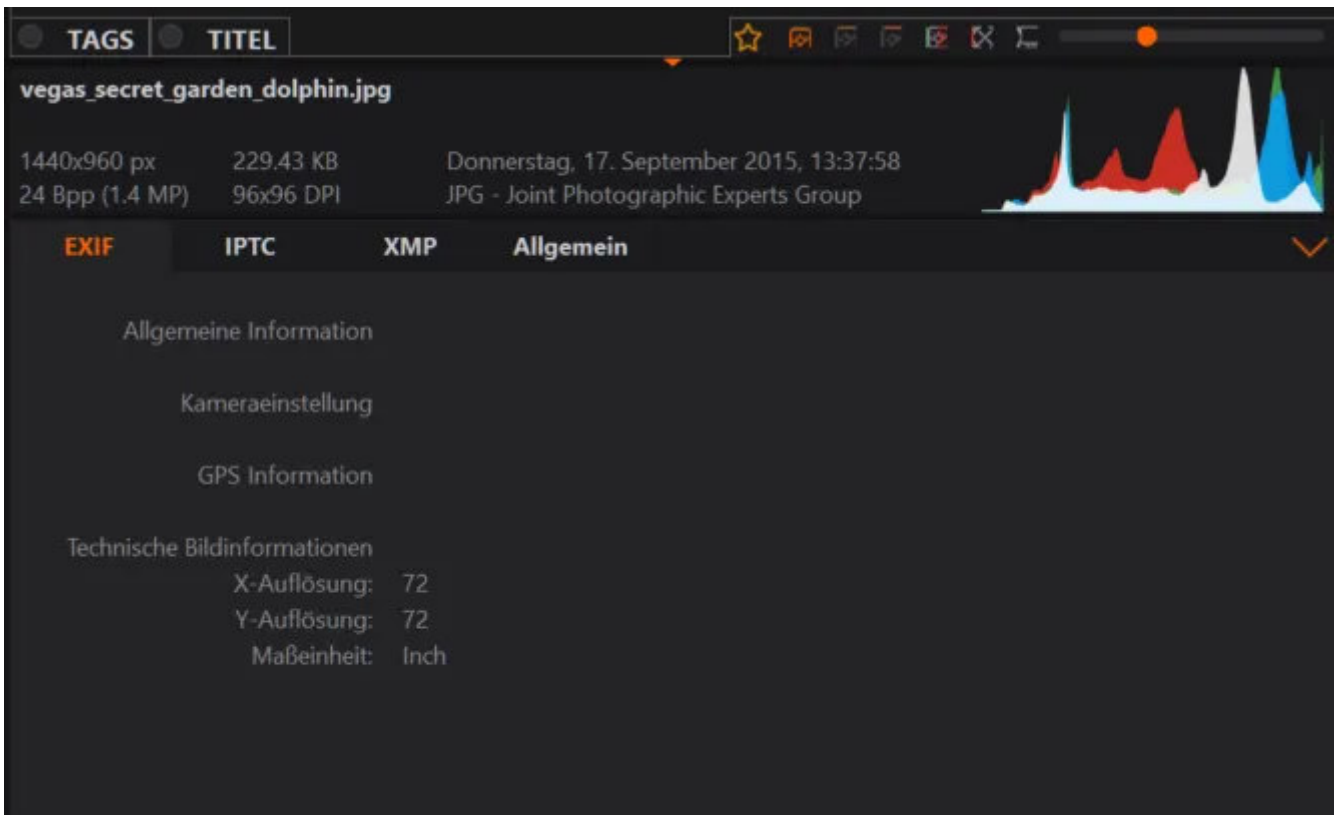 TAGS TITEL
vegas_secret_garden_dolphin.jpg
1440x960 px 229.43 KB Donnerstag, 17. September 2015, 13:37:58
24 Bpp (1.4 MP) 96x96 DPI JPG - Joint Photographic Experts Group
EXIF IPTC XMP Allgemein
Allgemeine Information
Kameraeinstellung
GPS Information
Technische Bildinformationen
X-Auflösung: 72
Y-Auflösung: 72
Maßeinheit: Inch